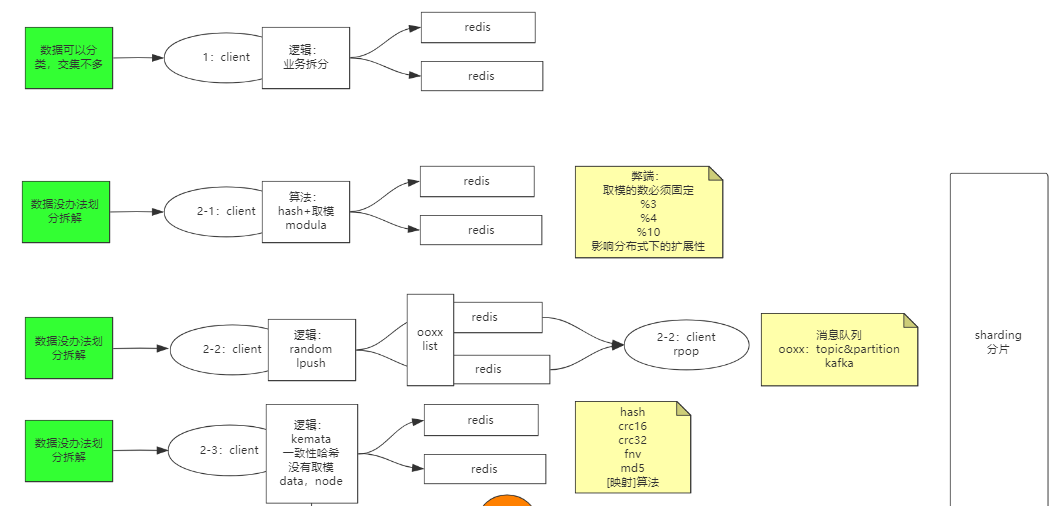 数据可以分
类，交集不多
1：client
逻辑：
业务拆分
redis
redis
数据没办法划
分拆解
2-1：client
算法：
hash+取模
modula
redis
redis
弊端：
取模的数必须固定
%3
%4
%10
影响分布式下的扩展性
数据没办法划
分拆解
2-2：client
逻辑：
random
lpush
ooxx
list
redis
redis
2-2：client
rpop
消息队列
ooxx：topic&partition
kafka
sharding
分片
数据没办法划
分拆解
2-3：client
逻辑：
kemata
一致性哈希
没有取模
data，node
redis
redis
hash
crc16
crc32
fnv
md5
[映射]算法